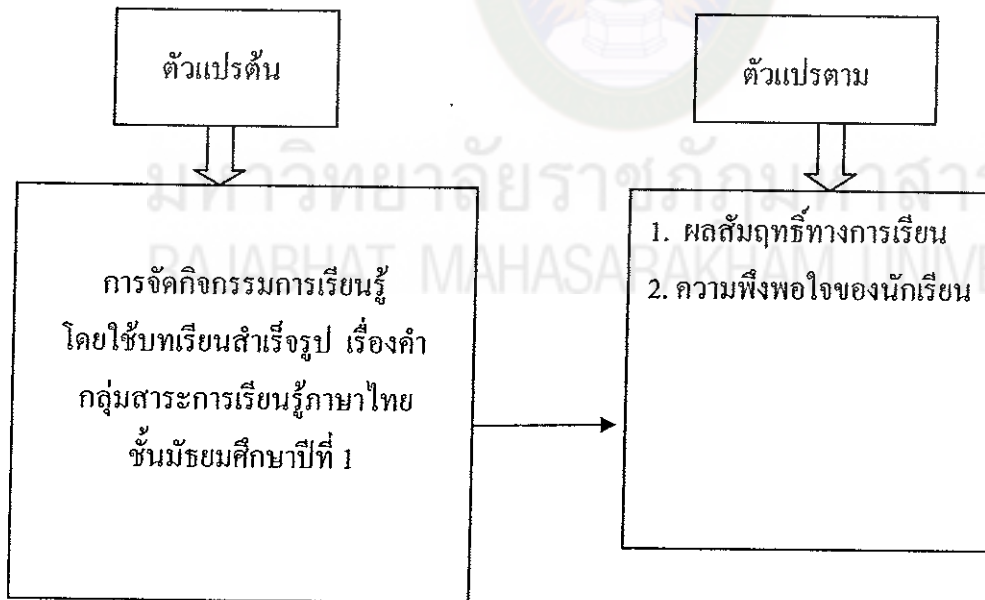 ตัวแปรต้น
ตัวแปรตาม
การจัดกิจกรรมการเรียนรู้
โดยใช้บทเรียนสำเร็จรูป เรื่องคำ
กลุ่มสาระการเรียนรู้ภาษาไทย
ชั้นมัธยมศึกษาปีที่ 1
1. ผลสัมฤทธิ์ทางการเรียน
2. ความพึงพอใจของนักเรียน
มหาวิทยาลัยราชภัฏมหาสาร
RAJABHAT MAHASARAKHAM UNIVE